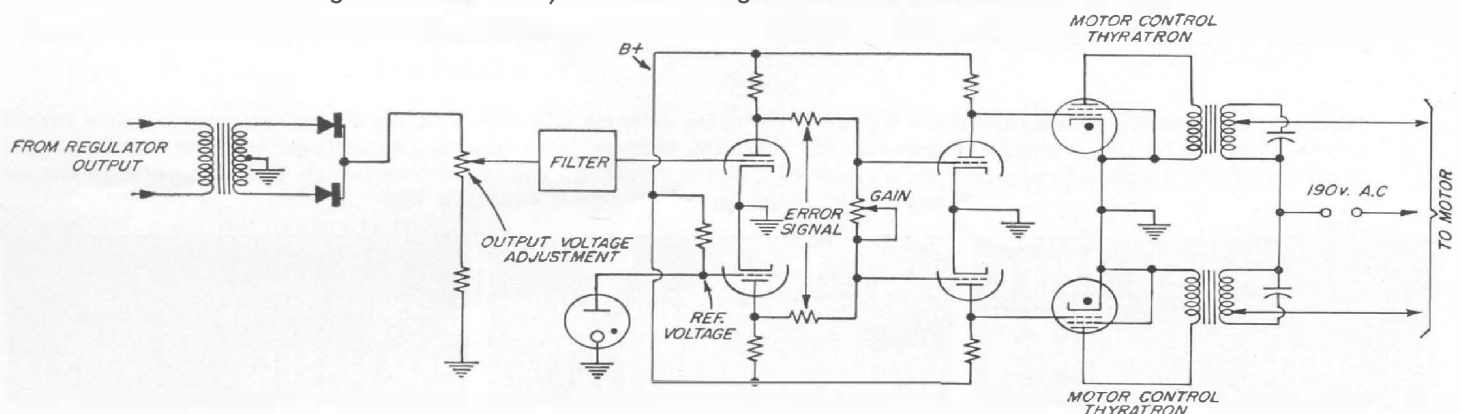 MOTOR CONTROL
THYRATRON
B+
FROM REGULATOR
OUTPUT
FILTER
OUTPUT VOLTAGE
ADJUSTMENT
REF.
VOLTAGE
ERROR
SIGNAL
GAIN
190v. A.C
TO MOTOR
MOTOR CONTROL
THYRATRON